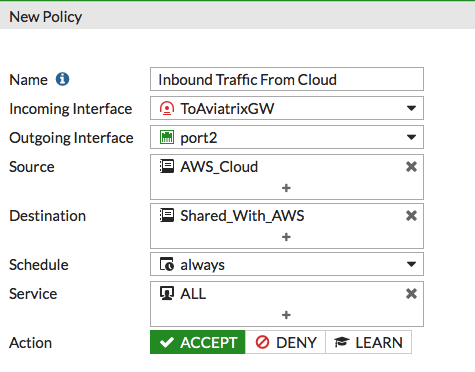 New Policy
Name Inbound Traffic From Cloud
Incoming Interface ToAviatrixGW
Outgoing Interface port2
Source AWS_Cloud
+
Destination Shared_With_AWS
+
Schedule always
Service ALL
+
Action ACCEPT DENY LEARN